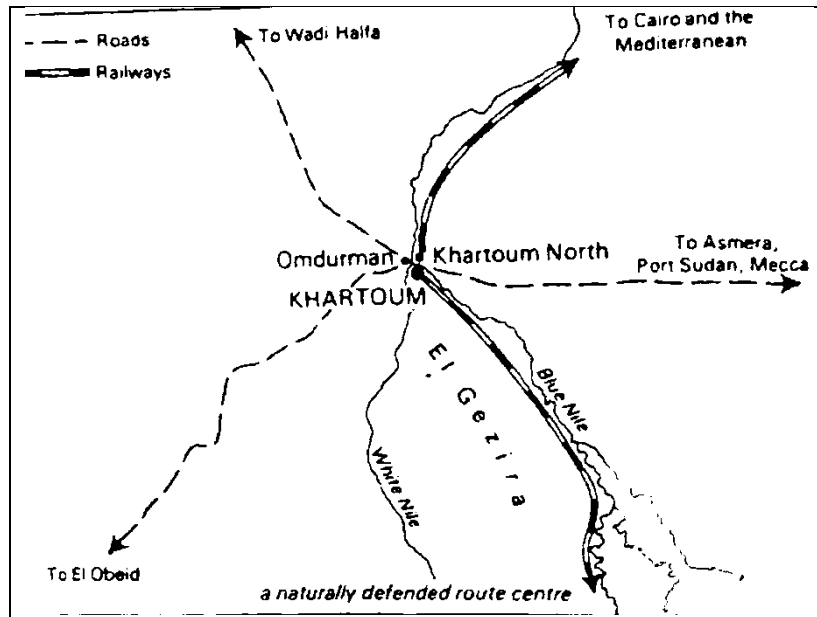 Roads
Railways
To Wadi Halfa
To Cairo and the
Mediterranean
Omdurman
Khartoum North
KHARTOUM
To Asmera,
Port Sudan, Mecca
El Gezira
Blue Nile
White Nile
To El Obeid
a naturally defended route centre